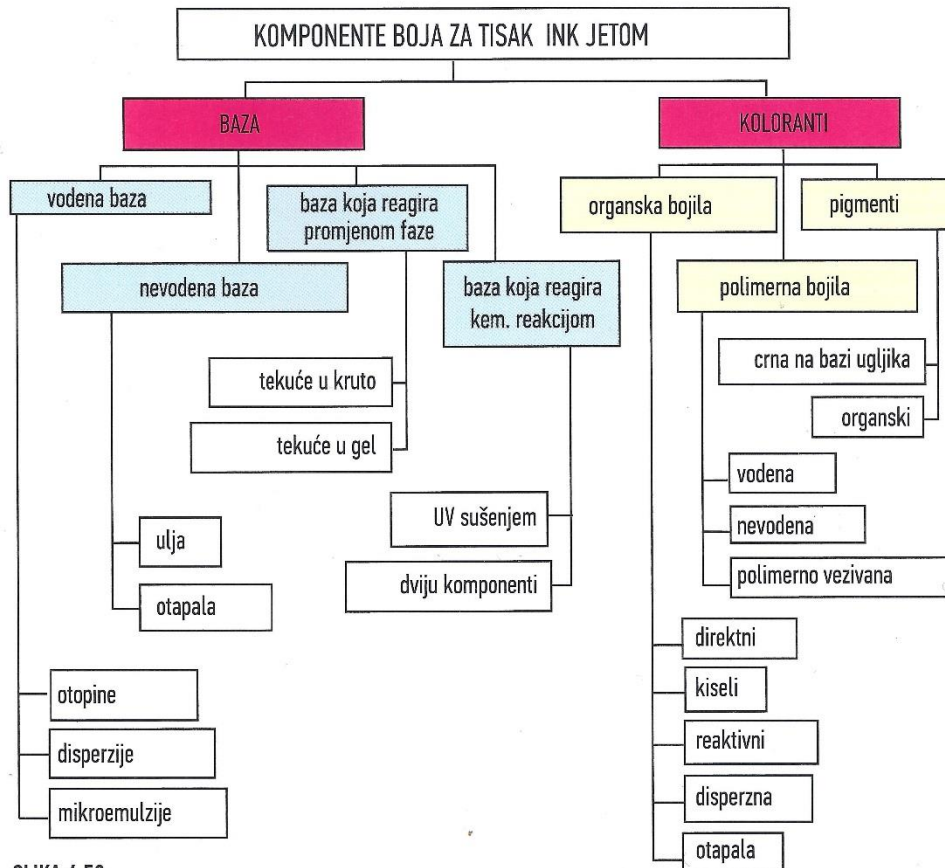 KOMPONENTE BOJA ZA TISAK INK JETOM
BAZA
KOLORANTI
vodena baza
baza koja reagira
promjenom faze
organska bojila
pigmenti
nevodena baza
baza koja reagira
kem. reakcijom
polimerna bojila
tekuće u kruto
tekuće u gel
crna na bazi ugljika
organski
vodena
nevodena
polimerno vezivana
UV sušenjem
dviju komponenti
ulja
otapala
direktni
kiseli
reaktivni
disperzna
otapala
otopine
disperzije
mikroemulzije